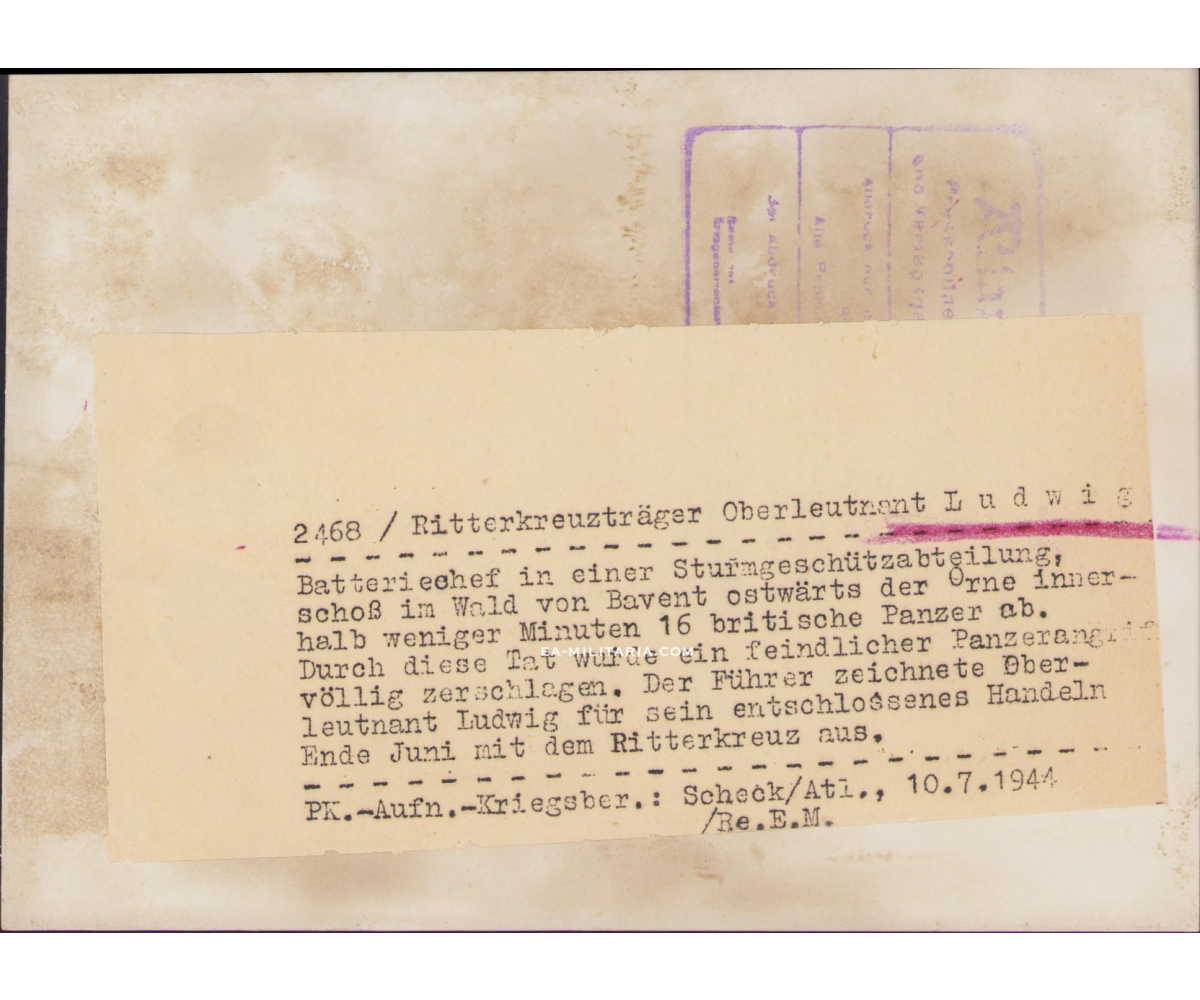 2468 / Ritterkreuzträger Oberleutnant L u d w i g
Batteriechef in einer Sturmgeschützabteilung,
schoß im Wald von Bavent ostwärts der Orne inner-
halb weniger Minuten 16 britische Panzer ab.
Durch diese Tat wurde ein feindlicher Panzerangrif
völlig zerschlagen. Der Führer zeichnete Ober-
leutnant Ludwig für sein entschlossenes Handeln
Ende Juni mit dem Ritterkreuz aus.
PK.-Aufn.-Kriegsber.: Scheck/Atl., 10.7.1944
/Re.E.M.
EA-MILITARIA.COM